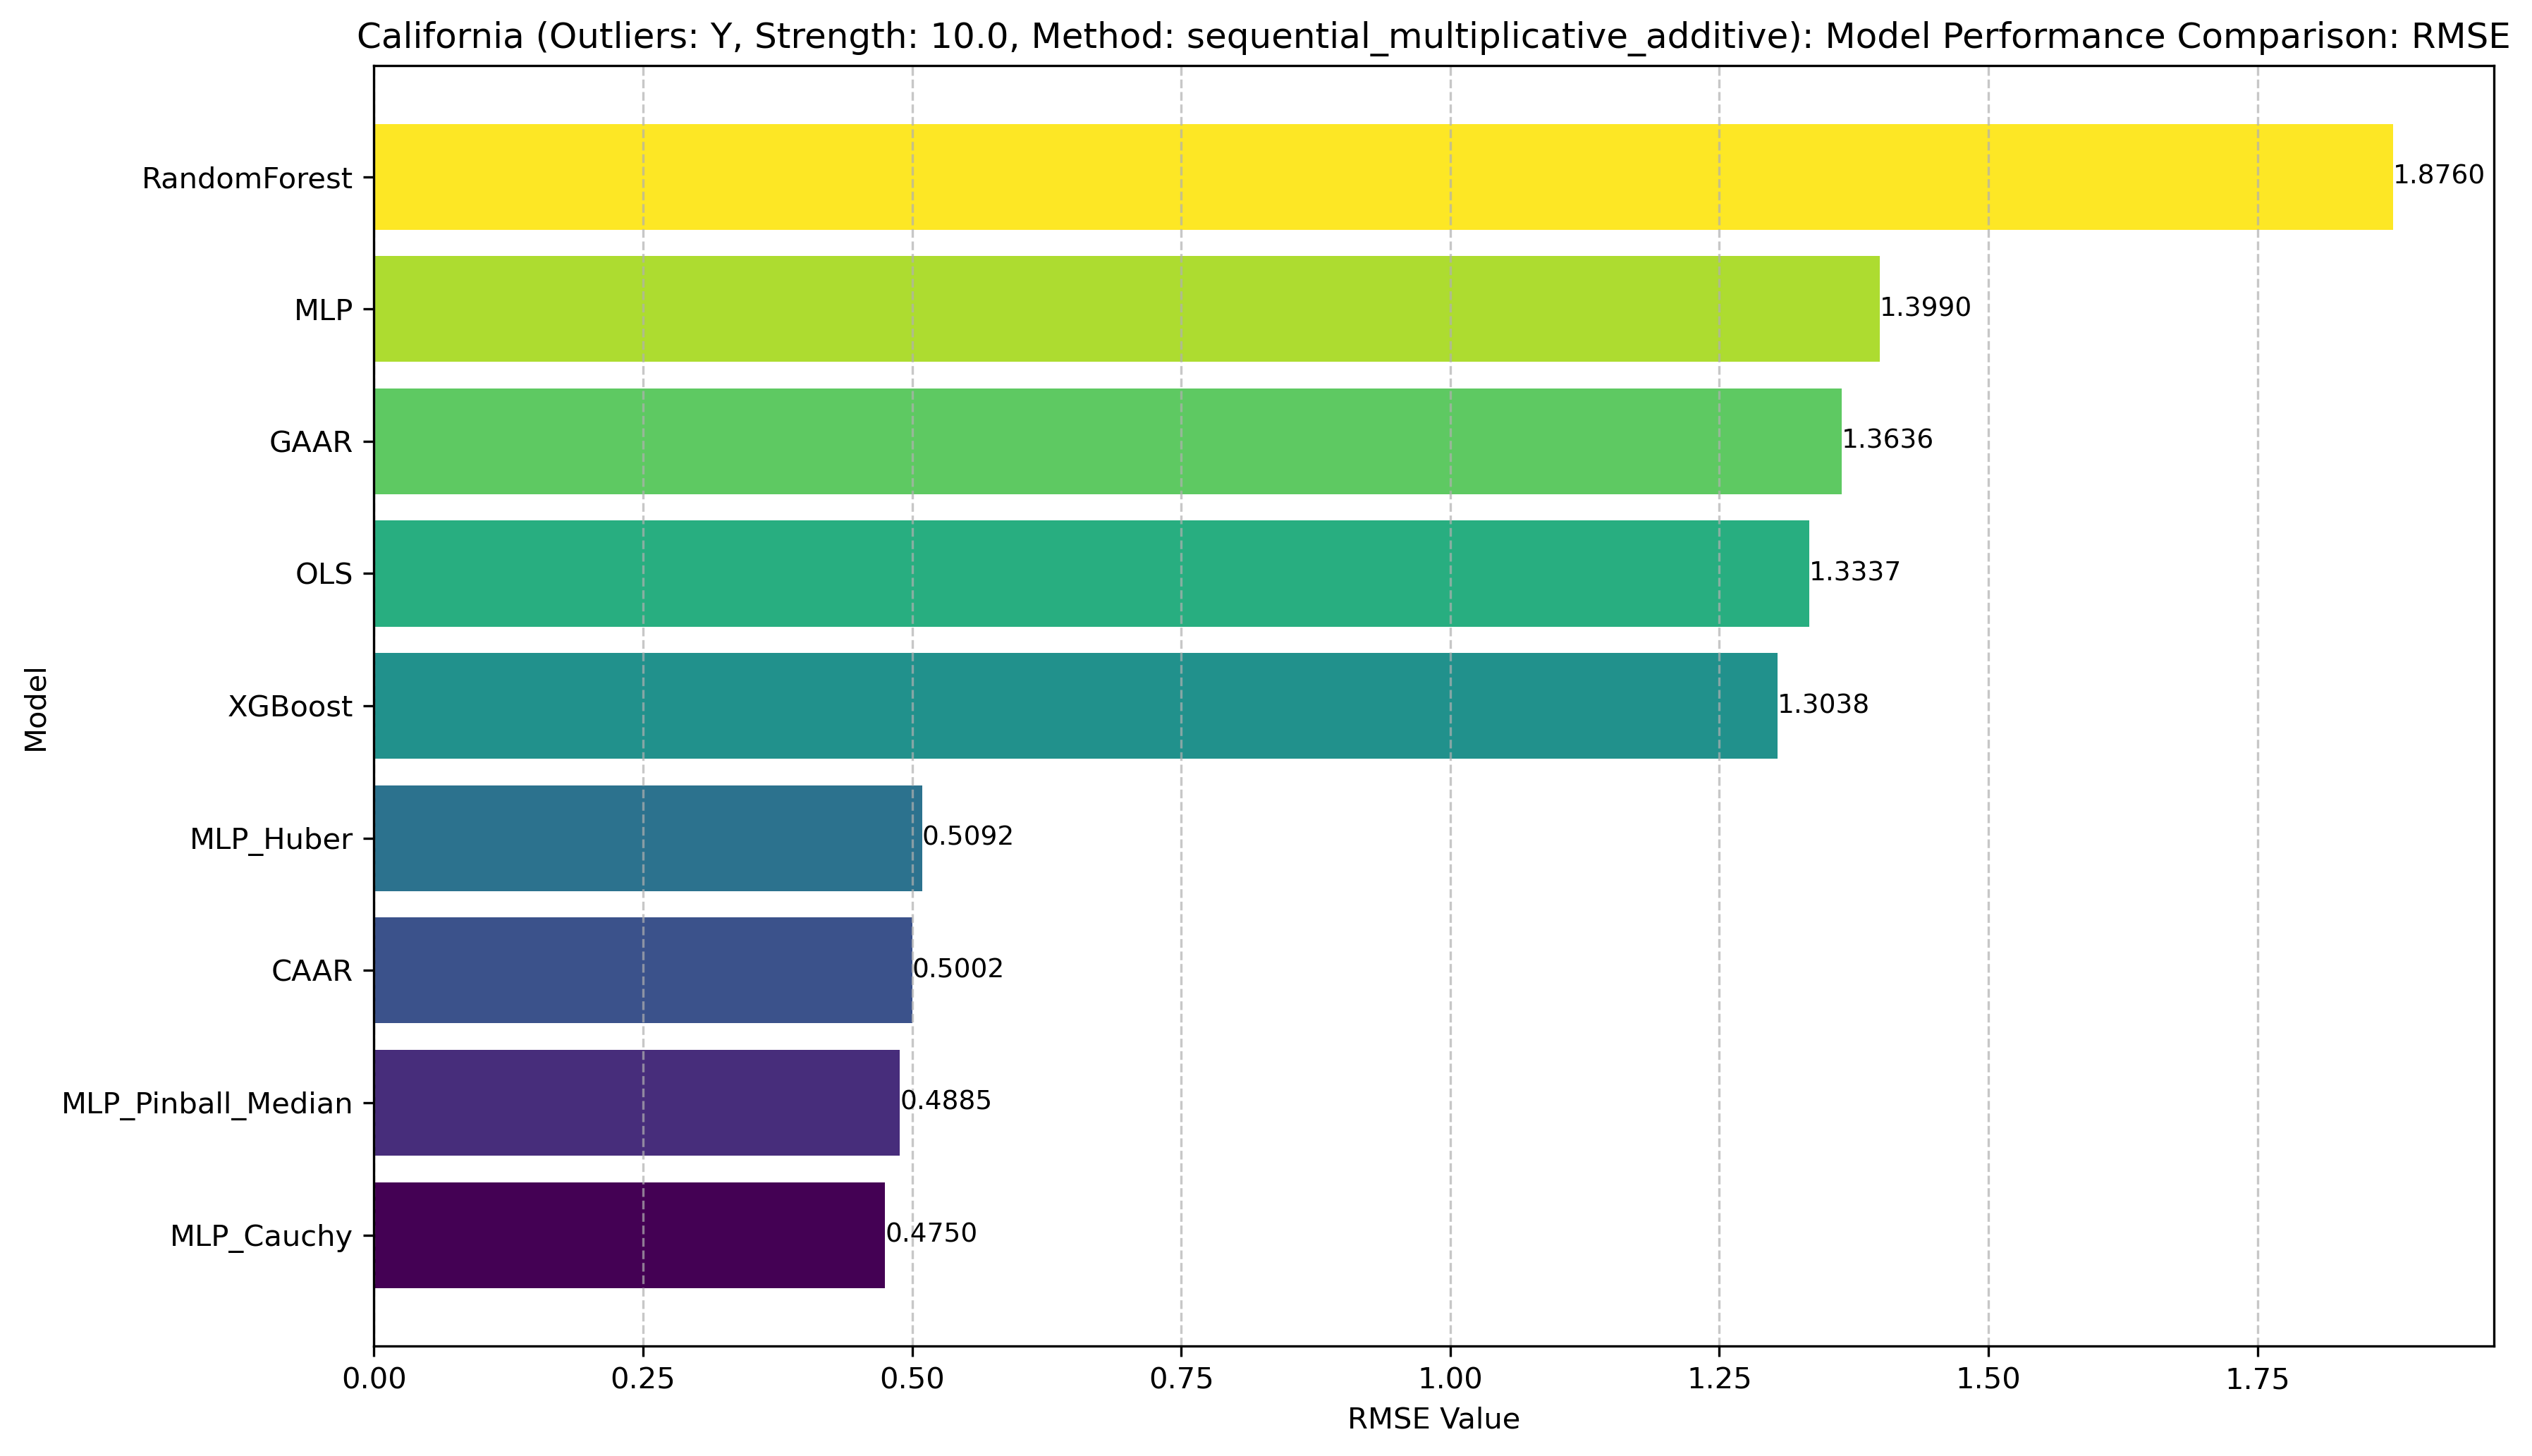 California (Outliers: Y, Strength: 10.0, Method: sequential_multiplicative_additive): Model Performance Comparison: RMSE
Model
RandomForest 1.8760
MLP 1.3990
GAAR 1.3636
OLS 1.3337
XGBoost 1.3038
MLP_Huber 0.5092
CAAR 0.5002
MLP_Pinball_Median 0.4885
MLP_Cauchy 0.4750
0.00 0.25 0.50 0.75 1.00 1.25 1.50 1.75
RMSE Value